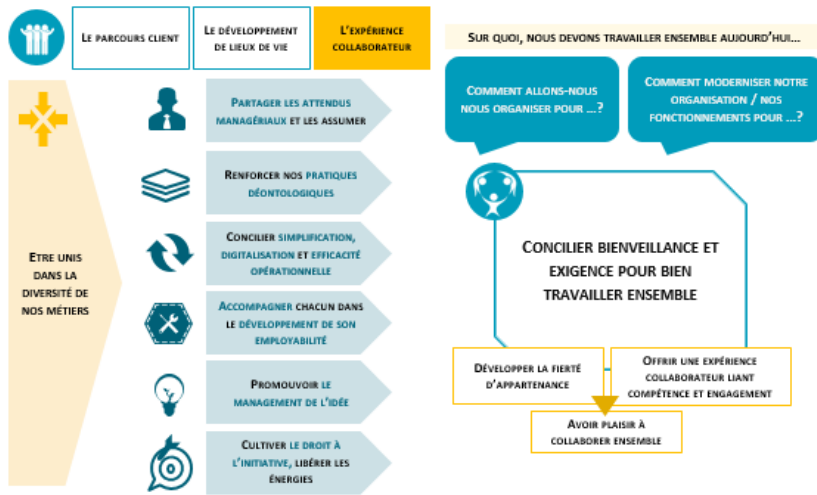 LE PARCOURS CLIENT
LE DÉVELOPPEMENT
DE LIEUX DE VIE
L'EXPÉRIENCE
COLLABORATEUR
ETRE UNIS
DANS LA
DIVERSITÉ DE
NOS MÉTIERS
PARTAGER LES ATTENDUS
MANAGÉRIAUX ET LES ASSUMER
RENFORCER NOS PRATIQUES
DÉONTOLOGIQUES
CONCILIER SIMPLIFICATION,
DIGITALISATION ET EFFICACITÉ
OPÉRATIONNELLE
ACCOMPAGNER CHACUN DANS
LE DÉVELOPPEMENT DE SON
EMPLOYABILITÉ
PROMOUVOIR LE
MANAGEMENT DE L'IDÉE
CULTIVER LE DROIT À
L'INITIATIVE, LIBÉRER LES
ÉNERGIES
SUR QUOI, NOUS DEVONS TRAVAILLER ENSEMBLE AUJOURD'HUI...
COMMENT ALLONS-NOUS
NOUS ORGANISER POUR ...?
COMMENT MODERNISER NOTRE
ORGANISATION / NOS
FONCTIONNEMENTS POUR ...?
CONCILIER BIENVEILLANCE ET
EXIGENCE POUR BIEN
TRAVAILLER ENSEMBLE
DÉVELOPPER LA FIERTÉ
D'APPARTENANCE
OFFRIR UNE EXPÉRIENCE
COLLABORATEUR LIANT
COMPÉTENCE ET ENGAGEMENT
AVOIR PLAISIR À
COLLABORER ENSEMBLE